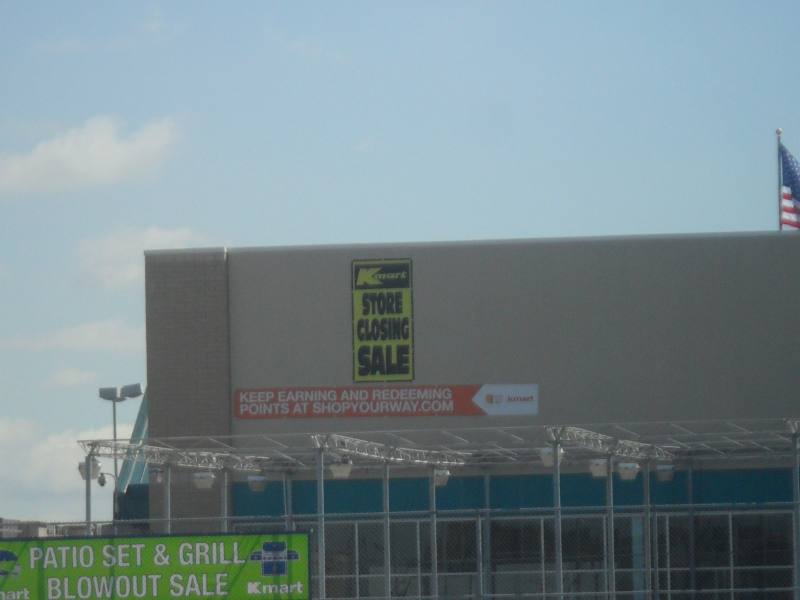 Kmart
STORE
CLOSING
SALE
KEEP EARNING AND REDEEMING
POINTS AT SHOPYOURWAY.COM
kmart
PATIO SET & GRILL
BLOWOUT SALE
Kmart
mart